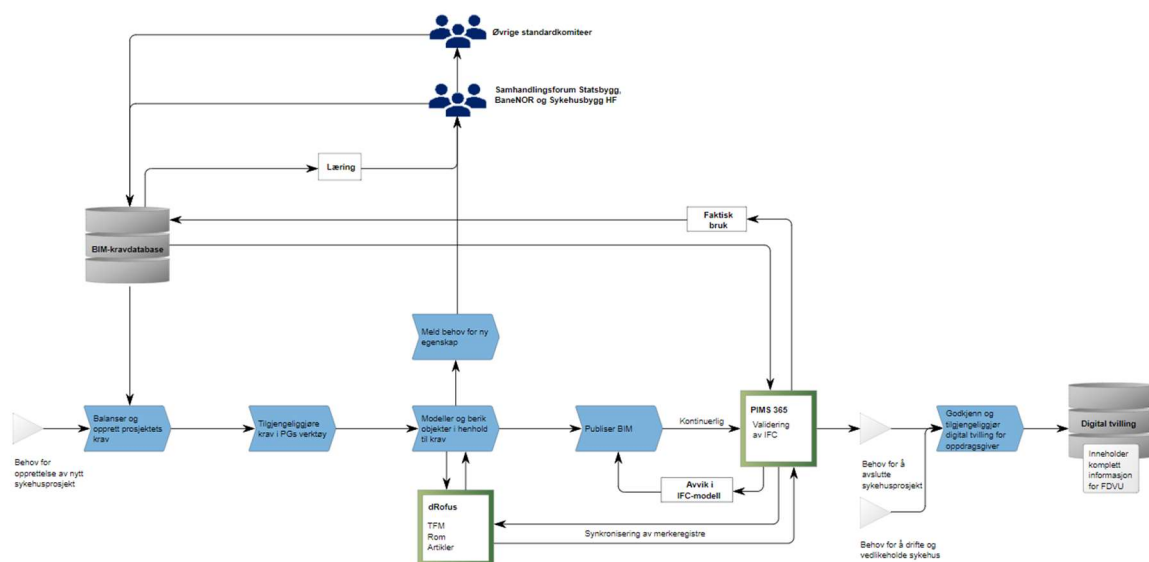 Øvrige standardkomiteer
Samhandlingsforum Statsbygg,
BaneNOR og Sykehusbygg HF
Læring
Faktisk
bruk
BIM-kravdatabase
Meld behov for ny
egenskap
Balanser og
opprett prosjektets
krav
Tilgjengeliggjøre
krav i PGs verktøy
Modeller og berik
objekter i henhold
til krav
Publiser BIM
Kontinuerlig
PIMS 365
Validering
av IFC
Godkjenn og
tilgjengeliggjør
digital tvilling for
oppdragsgiver
Digital tvilling
Inneholder
komplett
informasjon
for FDVU
Behov for
opprettelse av nytt
sykehusprosjekt
Behov for å
avslutte
sykehusprosjekt
Avvik i
IFC-modell
dRofus
TFM
Rom
Artikler
Synkronisering av merkeregistre
Behov for å drifte og
vedlikeholde sykehus